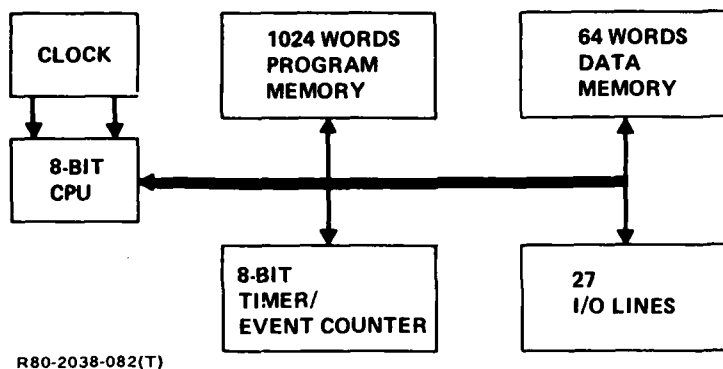 CLOCK
8-BIT
CPU
1024 WORDS
PROGRAM
MEMORY
64 WORDS
DATA
MEMORY
8-BIT
TIMER/
EVENT COUNTER
27
I/O LINES
R80-2038-082(T)